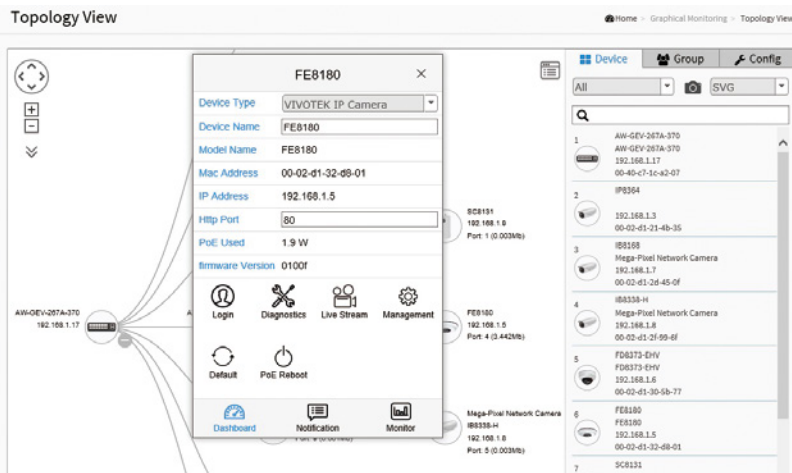 Topology View
Home > Graphical Monitoring > Topology View
FE8180 ×
Device Type VIVOTEK IP Camera
Device Name FE8180
Model Name FE8180
Mac Address 00-02-d1-32-d8-01
IP Address 192.168.1.5
Http Port 80
PoE Used 1.9 W
firmware Version 0100f
Login Diagnostics Live Stream Management
Default PoE Reboot
Dashboard Notification Monitor
AW-GEV-267A-370
192.168.1.17
SC8131
192.168.1.9
Port: 1 (0.003Mb)
FE8180
192.168.1.5
Port: 4 (3.442Mb)
Mega-Pixel Network Camera
IB8338-H
192.168.1.8
Port: 5 (0.003Mb)
Device Group Config
All SVG
1
AW-GEV-267A-370
AW-GEV-267A-370
192.168.1.17
00-40-c7-1c-a2-07
2
IP8364
192.168.1.3
00-02-d1-21-4b-35
3
IB8168
Mega-Pixel Network Camera
192.168.1.7
00-02-d1-2d-45-0f
4
IB8338-H
Mega-Pixel Network Camera
192.168.1.8
00-02-d1-2f-99-6f
5
FD8373-EHV
FD8373-EHV
192.168.1.6
00-02-d1-30-5b-77
6
FE8180
FE8180
192.168.1.5
00-02-d1-32-d8-01
7
SC8131